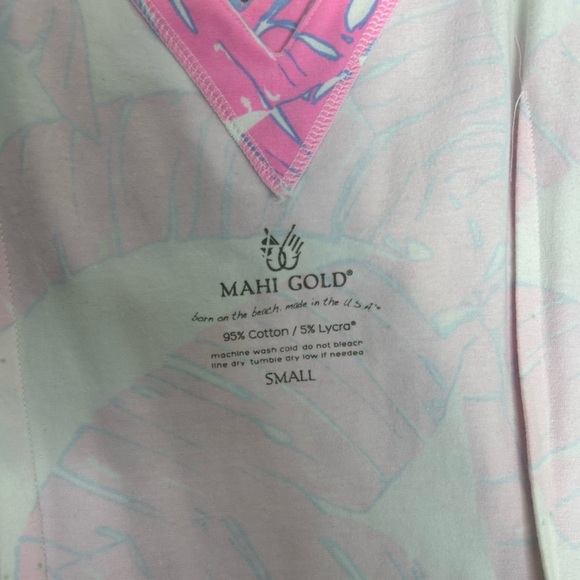 MAHI GOLD®
born on the beach. made in the U.S.A.™
95% Cotton / 5% Lycra®
machine wash cold do not bleach
line dry tumble dry low if needed
SMALL